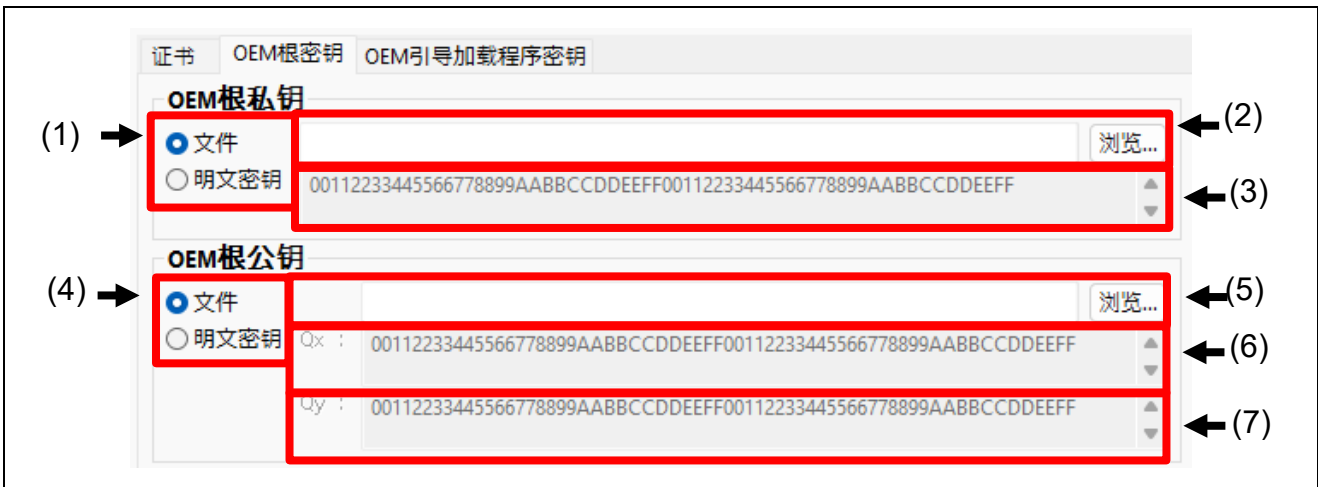 证书 OEM根密钥 OEM引导加载程序密钥
OEM根私钥
(1) 文件 浏览... (2)
明文密钥 00112233445566778899AABBCCDDEEFF00112233445566778899AABBCCDDEEFF (3)
OEM根公钥
(4) 文件 浏览... (5)
明文密钥 Qx : 00112233445566778899AABBCCDDEEFF00112233445566778899AABBCCDDEEFF (6)
Qy : 00112233445566778899AABBCCDDEEFF00112233445566778899AABBCCDDEEFF (7)